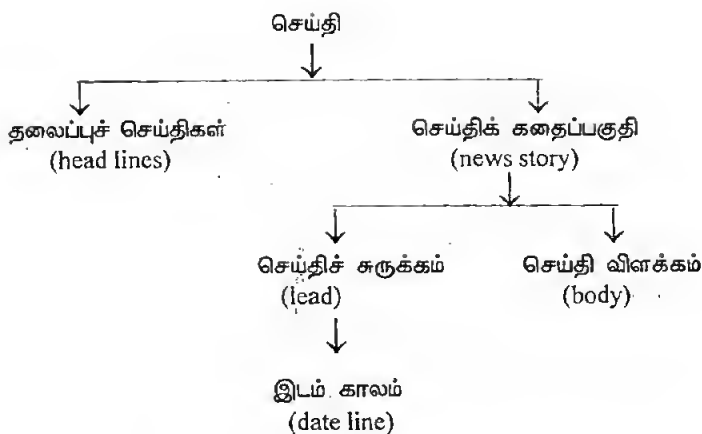 செய்தி
தலைப்புச் செய்திகள் செய்திக் கதைப்பகுதி
(head lines) (news story)
செய்திச் சுருக்கம் செய்தி விளக்கம்
(lead) (body)
இடம் காலம்
(date line)